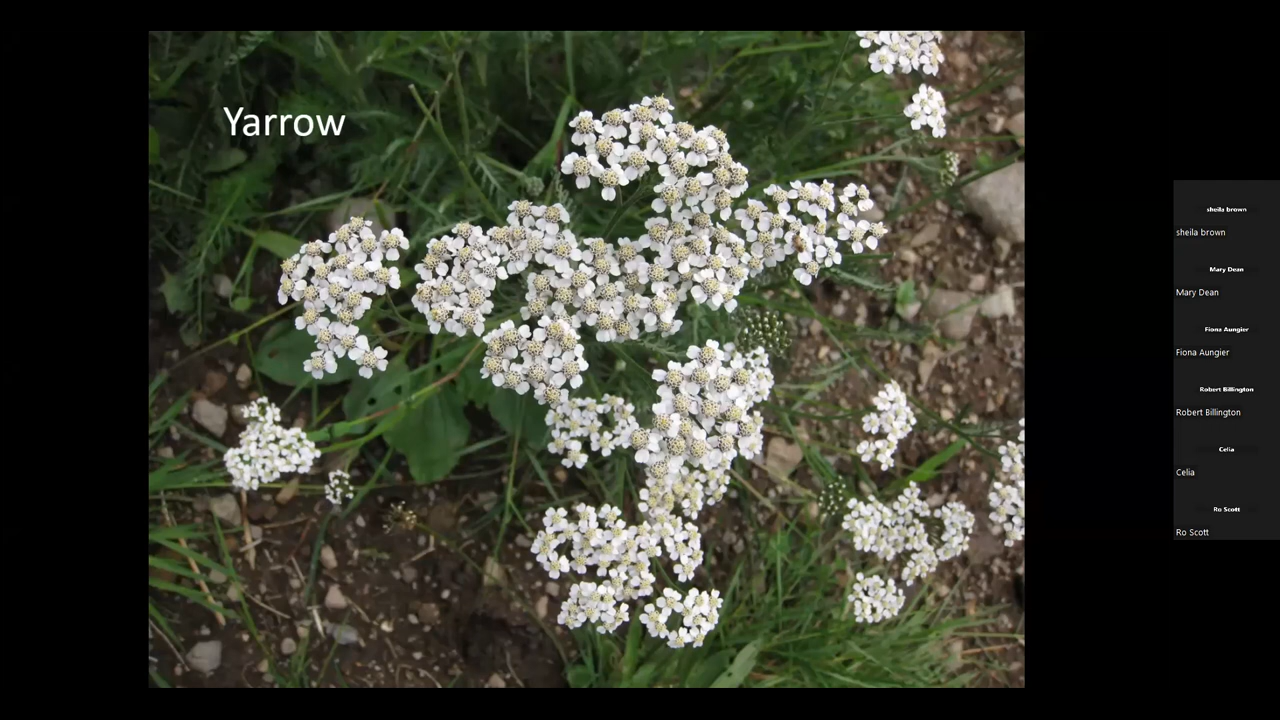 Yarrow
sheila brown
sheila brown
Mary Dean
Mary Dean
Fiona Aungier
Fiona Aungier
Robert Billington
Robert Billington
Celia
Celia
Ro Scott
Ro Scott